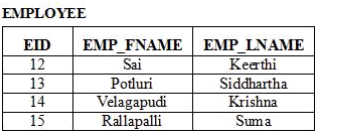 EMPLOYEE
EID EMP_FNAME EMP_LNAME
12 Sai Keerthi
13 Potluri Siddhartha
14 Velagapudi Krishna
15 Rallapalli Suma